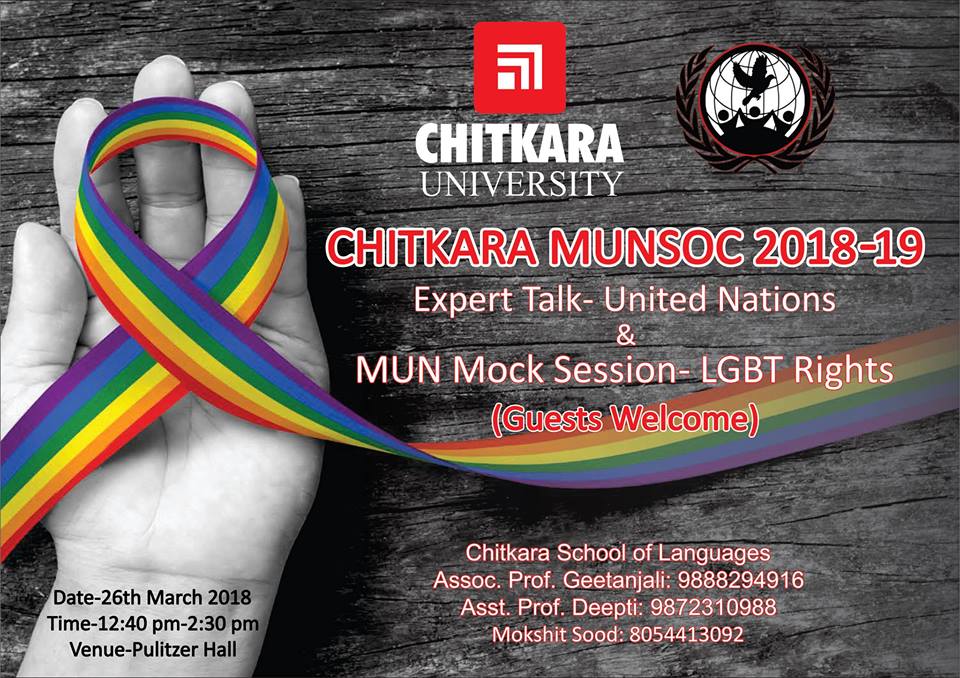 CHITKARA
UNIVERSITY
CHITKARA MUNSOC 2018-19
Expert Talk- United Nations
&
MUN Mock Session- LGBT Rights
(Guests Welcome)
Chitkara School of Languages
Assoc. Prof. Geetanjali: 9888294916
Asst. Prof. Deepti: 9872310988
Mokshit Sood: 8054413092
Date-26th March 2018
Time-12:40 pm-2:30 pm
Venue-Pulitzer Hall